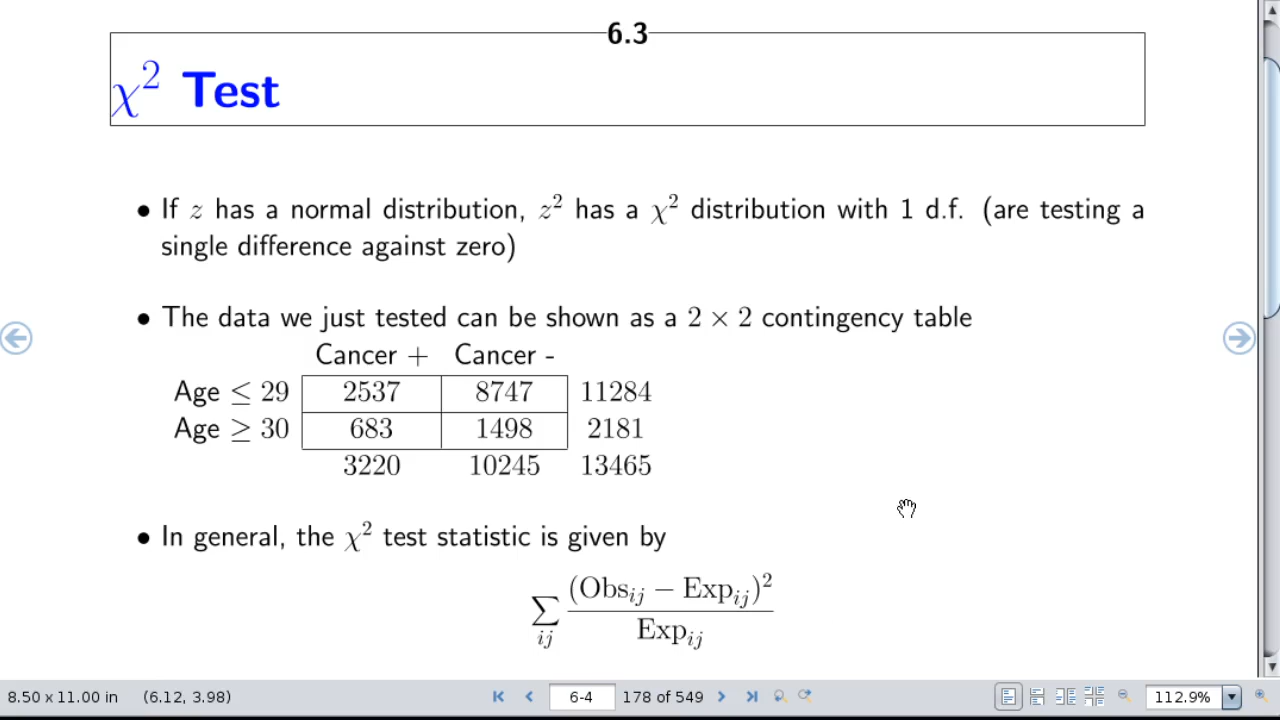 6.3
χ² Test
• If z has a normal distribution, z² has a χ² distribution with 1 d.f. (are testing a
single difference against zero)
• The data we just tested can be shown as a 2 × 2 contingency table
Cancer + Cancer -
Age ≤ 29 2537 8747 11284
Age ≥ 30 683 1498 2181
3220 10245 13465
• In general, the χ² test statistic is given by
∑ij (Obsij − Expij)² / Expij
8.50 x 11.00 in (6.12, 3.98) 6-4 178 of 549 112.9%